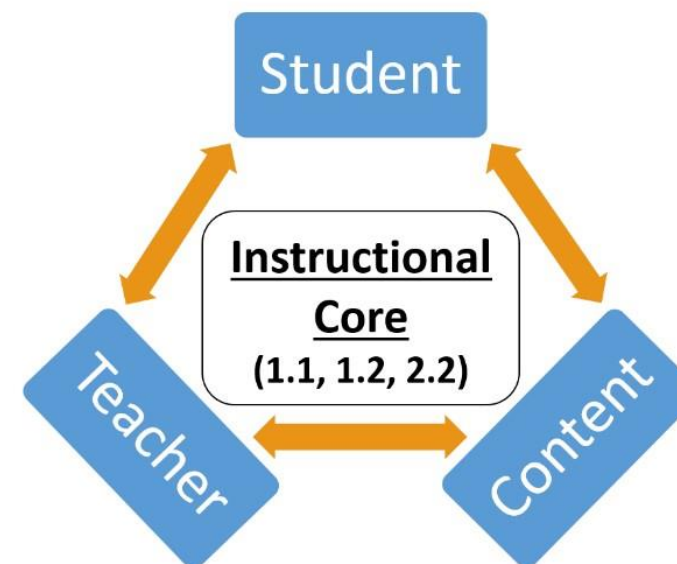 Student
Instructional
Core
(1.1, 1.2, 2.2)
Teacher
Content